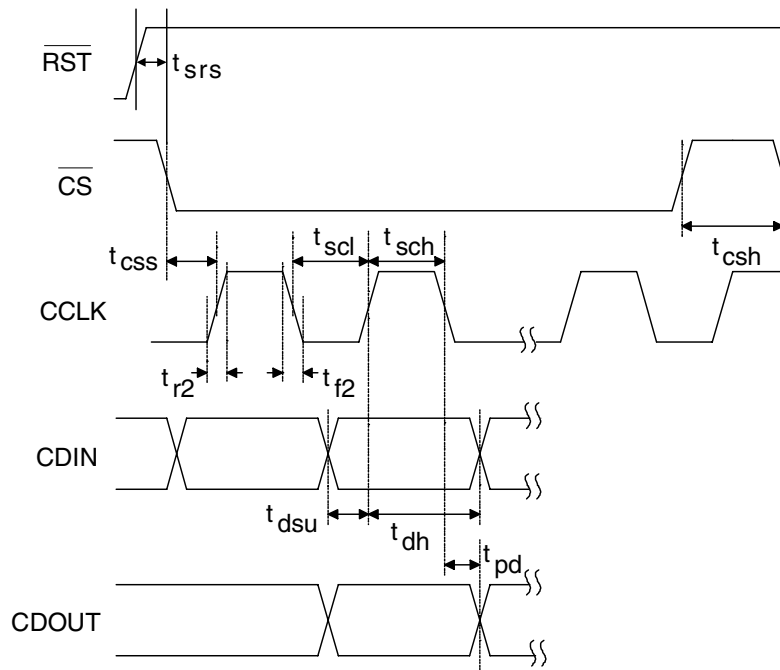 RST
t srs
CS
t css
t scl
t sch
t csh
CCLK
t r2
t f2
CDIN
t dsu
t dh
t pd
CDOUT